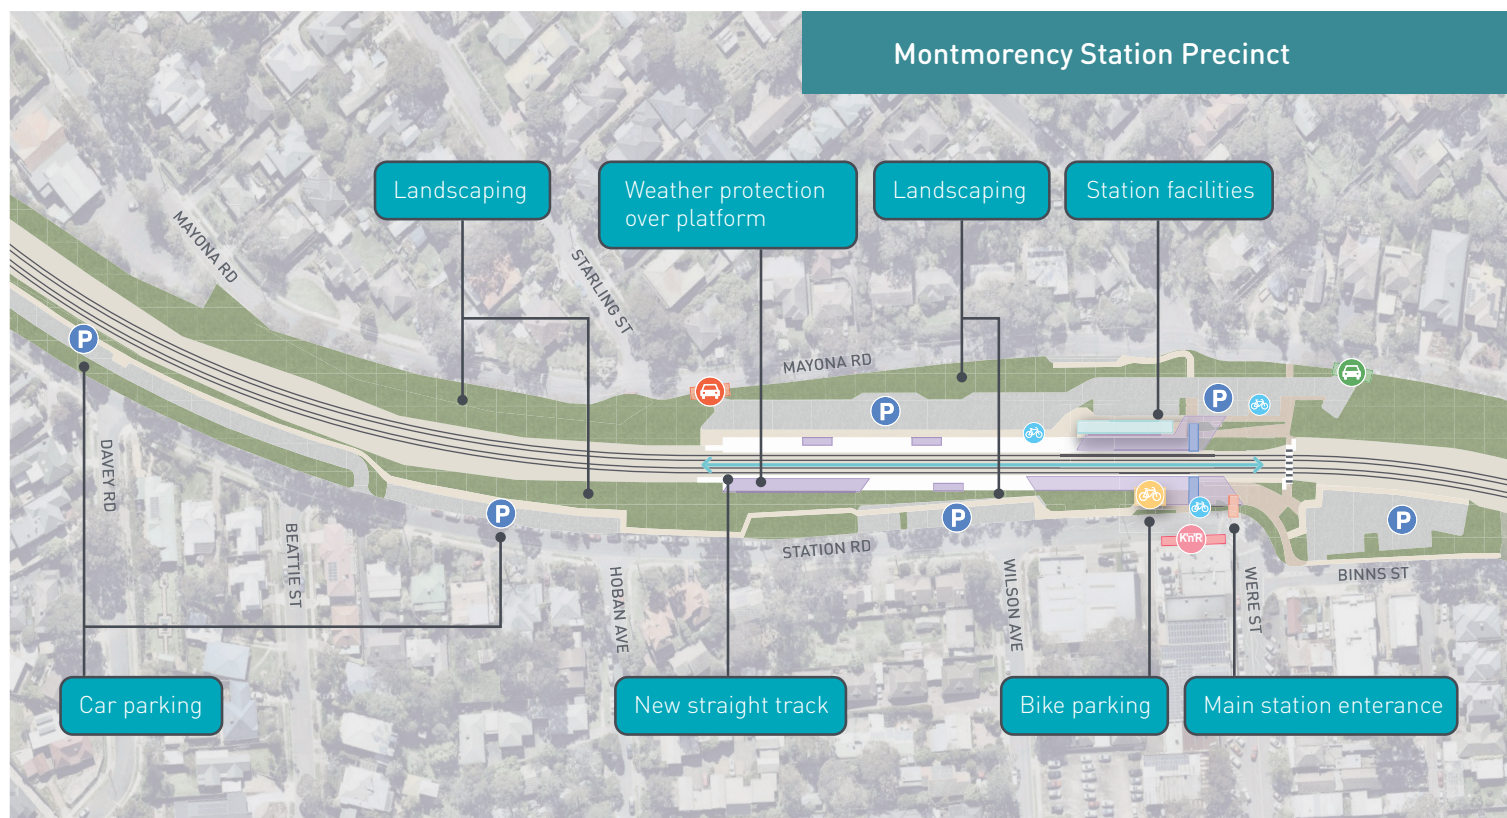 Montmorency Station Precinct
Landscaping
Weather protection
over platform
Landscaping
Station facilities
MAYONA RD
STARLING ST
MAYONA RD
P
P
P
DAVEY RD
P
P
P
BEATTIE ST
STATION RD
K'n'R
HOBAN AVE
WILSON AVE
WERE ST
BINNS ST
Car parking
New straight track
Bike parking
Main station enterance